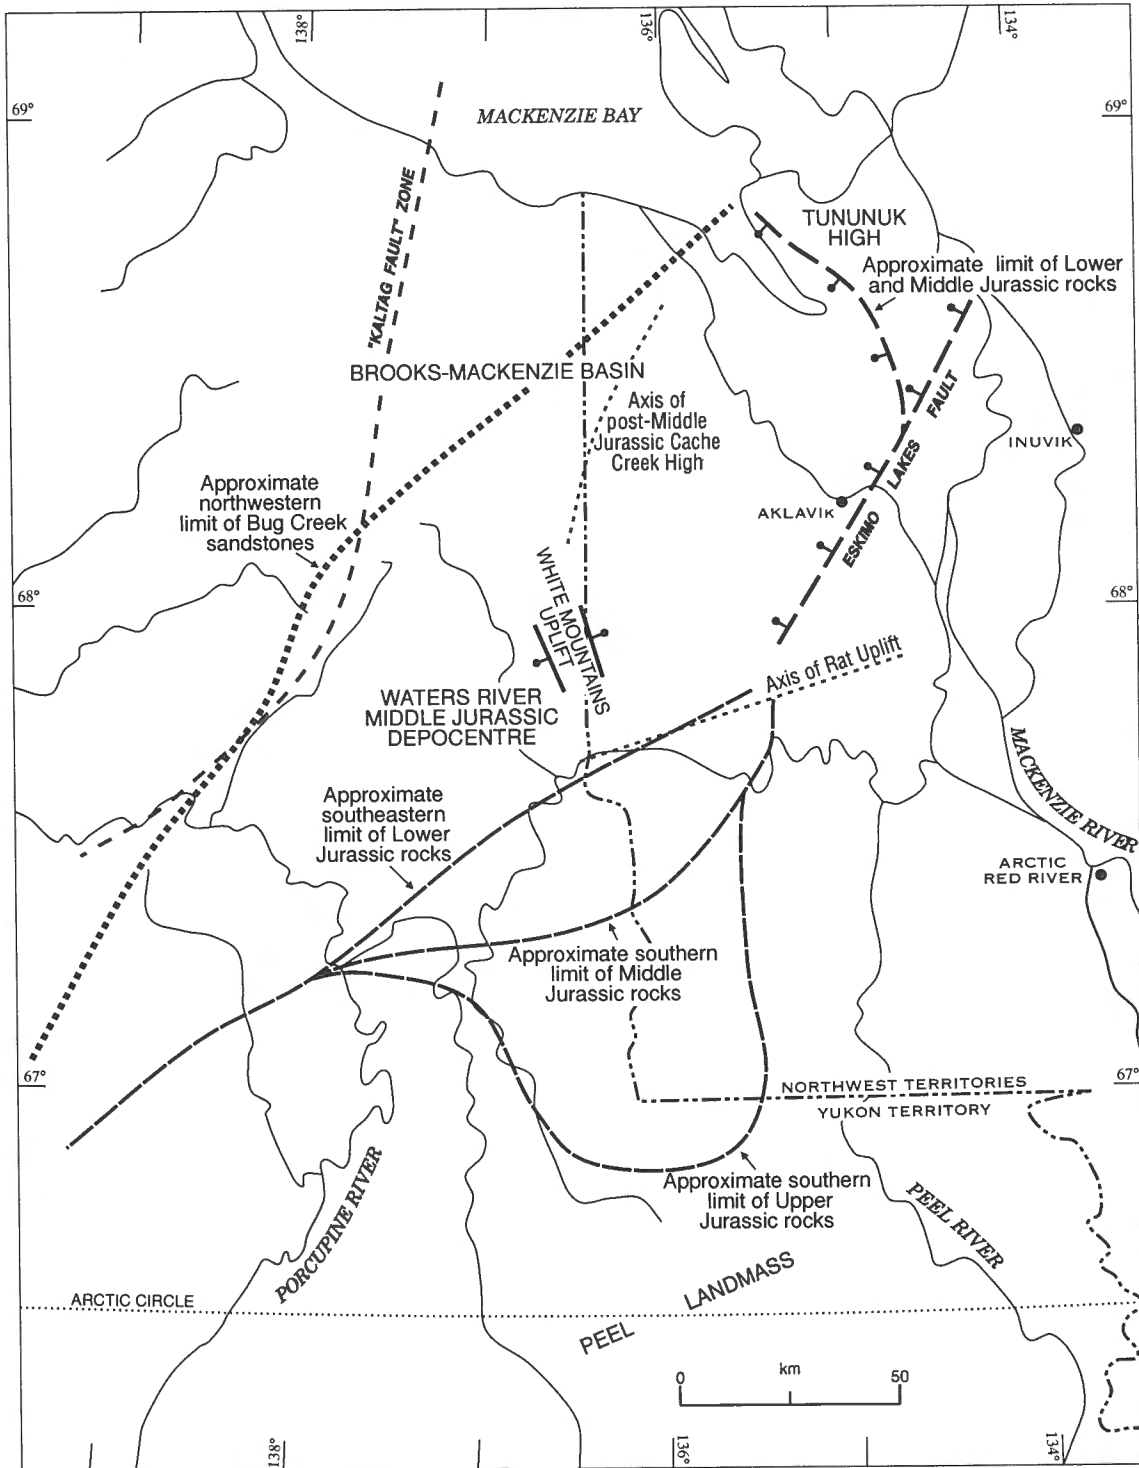 138°
136°
134°
69°
69°
MACKENZIE BAY
"KALTAG FAULT" ZONE
TUNUNUK
HIGH
Approximate limit of Lower
and Middle Jurassic rocks
BROOKS-MACKENZIE BASIN
Axis of
post-Middle
Jurassic Cache
Creek High
ESKIMO LAKES FAULT
INUVIK
Approximate
northwestern
limit of Bug Creek
sandstones
AKLAVIK
68°
68°
WHITE MOUNTAINS
UPLIFT
Axis of Rat Uplift
WATERS RIVER
MIDDLE JURASSIC
DEPOCENTRE
MACKENZIE RIVER
Approximate
southeastern
limit of Lower
Jurassic rocks
ARCTIC
RED RIVER
Approximate southern
limit of Middle
Jurassic rocks
67°
67°
NORTHWEST TERRITORIES
YUKON TERRITORY
Approximate southern
limit of Upper
Jurassic rocks
PORCUPINE RIVER
PEEL RIVER
PEEL LANDMASS
ARCTIC CIRCLE
km
0
50
138°
136°
134°